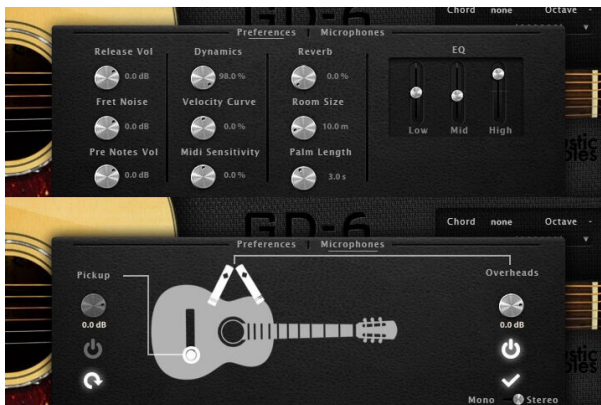 Chord none Octave -
Preferences Microphones
Release Vol Dynamics Reverb EQ
0.0 dB 98.0 % 0.0 %
Fret Noise Velocity Curve Room Size
0.0 dB 0.0 % 10.0 m
Low Mid High
Pre Notes Vol Midi Sensitivity Palm Length
0.0 dB 0.0 % 3.0 s
GD-6
Chord none Octave -
Preferences Microphones
Pickup Overheads
0.0 dB 0.0 dB
Mono Stereo